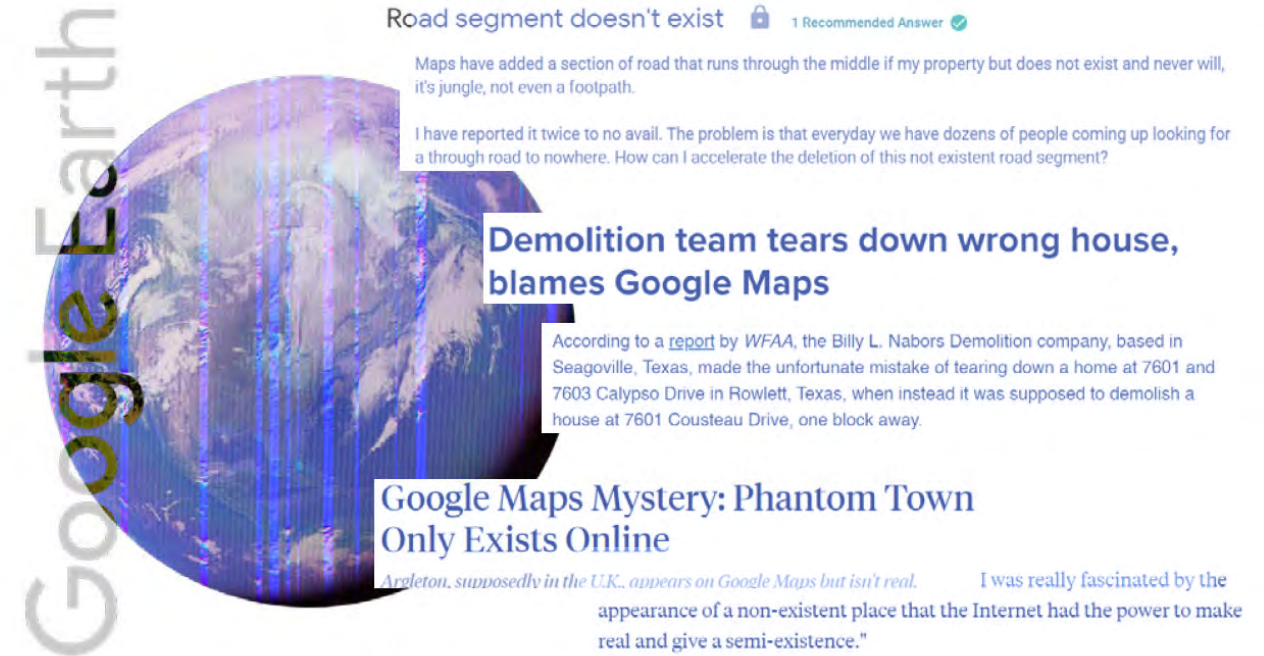 Google Earth
Road segment doesn't exist
1 Recommended Answer
Maps have added a section of road that runs through the middle if my property but does not exist and never will,
it's jungle, not even a footpath.
I have reported it twice to no avail. The problem is that everyday we have dozens of people coming up looking for
a through road to nowhere. How can I accelerate the deletion of this not existent road segment?
Demolition team tears down wrong house,
blames Google Maps
According to a report by WFAA, the Billy L. Nabors Demolition company, based in
Seagoville, Texas, made the unfortunate mistake of tearing down a home at 7601 and
7603 Calypso Drive in Rowlett, Texas, when instead it was supposed to demolish a
house at 7601 Cousteau Drive, one block away.
Google Maps Mystery: Phantom Town
Only Exists Online
Argleton, supposedly in the U.K., appears on Google Maps but isn't real.
I was really fascinated by the
appearance of a non-existent place that the Internet had the power to make
real and give a semi-existence."